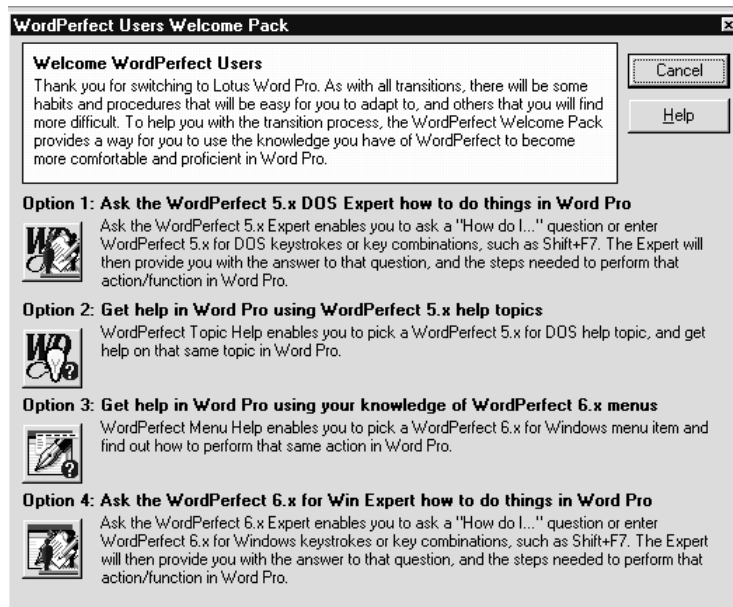 WordPerfect Users Welcome Pack
Welcome WordPerfect Users
Thank you for switching to Lotus Word Pro. As with all transitions, there will be some
habits and procedures that will be easy for you to adapt to, and others that you will find
more difficult. To help you with the transition process, the WordPerfect Welcome Pack
provides a way for you to use the knowledge you have of WordPerfect to become
more comfortable and proficient in Word Pro.
Cancel
Help
Option 1: Ask the WordPerfect 5.x DOS Expert how to do things in Word Pro
Ask the WordPerfect 5.x Expert enables you to ask a "How do I..." question or enter
WordPerfect 5.x for DOS keystrokes or key combinations, such as Shift+F7. The Expert will
then provide you with the answer to that question, and the steps needed to perform that
action/function in Word Pro.
Option 2: Get help in Word Pro using WordPerfect 5.x help topics
WordPerfect Topic Help enables you to pick a WordPerfect 5.x for DOS help topic, and get
help on that same topic in Word Pro.
Option 3: Get help in Word Pro using your knowledge of WordPerfect 6.x menus
WordPerfect Menu Help enables you to pick a WordPerfect 6.x for Windows menu item and
find out how to perform that same action in Word Pro.
Option 4: Ask the WordPerfect 6.x for Win Expert how to do things in Word Pro
Ask the WordPerfect 6.x Expert enables you to ask a "How do I..." question or enter
WordPerfect 6.x for Windows keystrokes or key combinations, such as Shift+F7. The Expert
will then provide you with the answer to that question, and the steps needed to perform that
action/function in Word Pro.